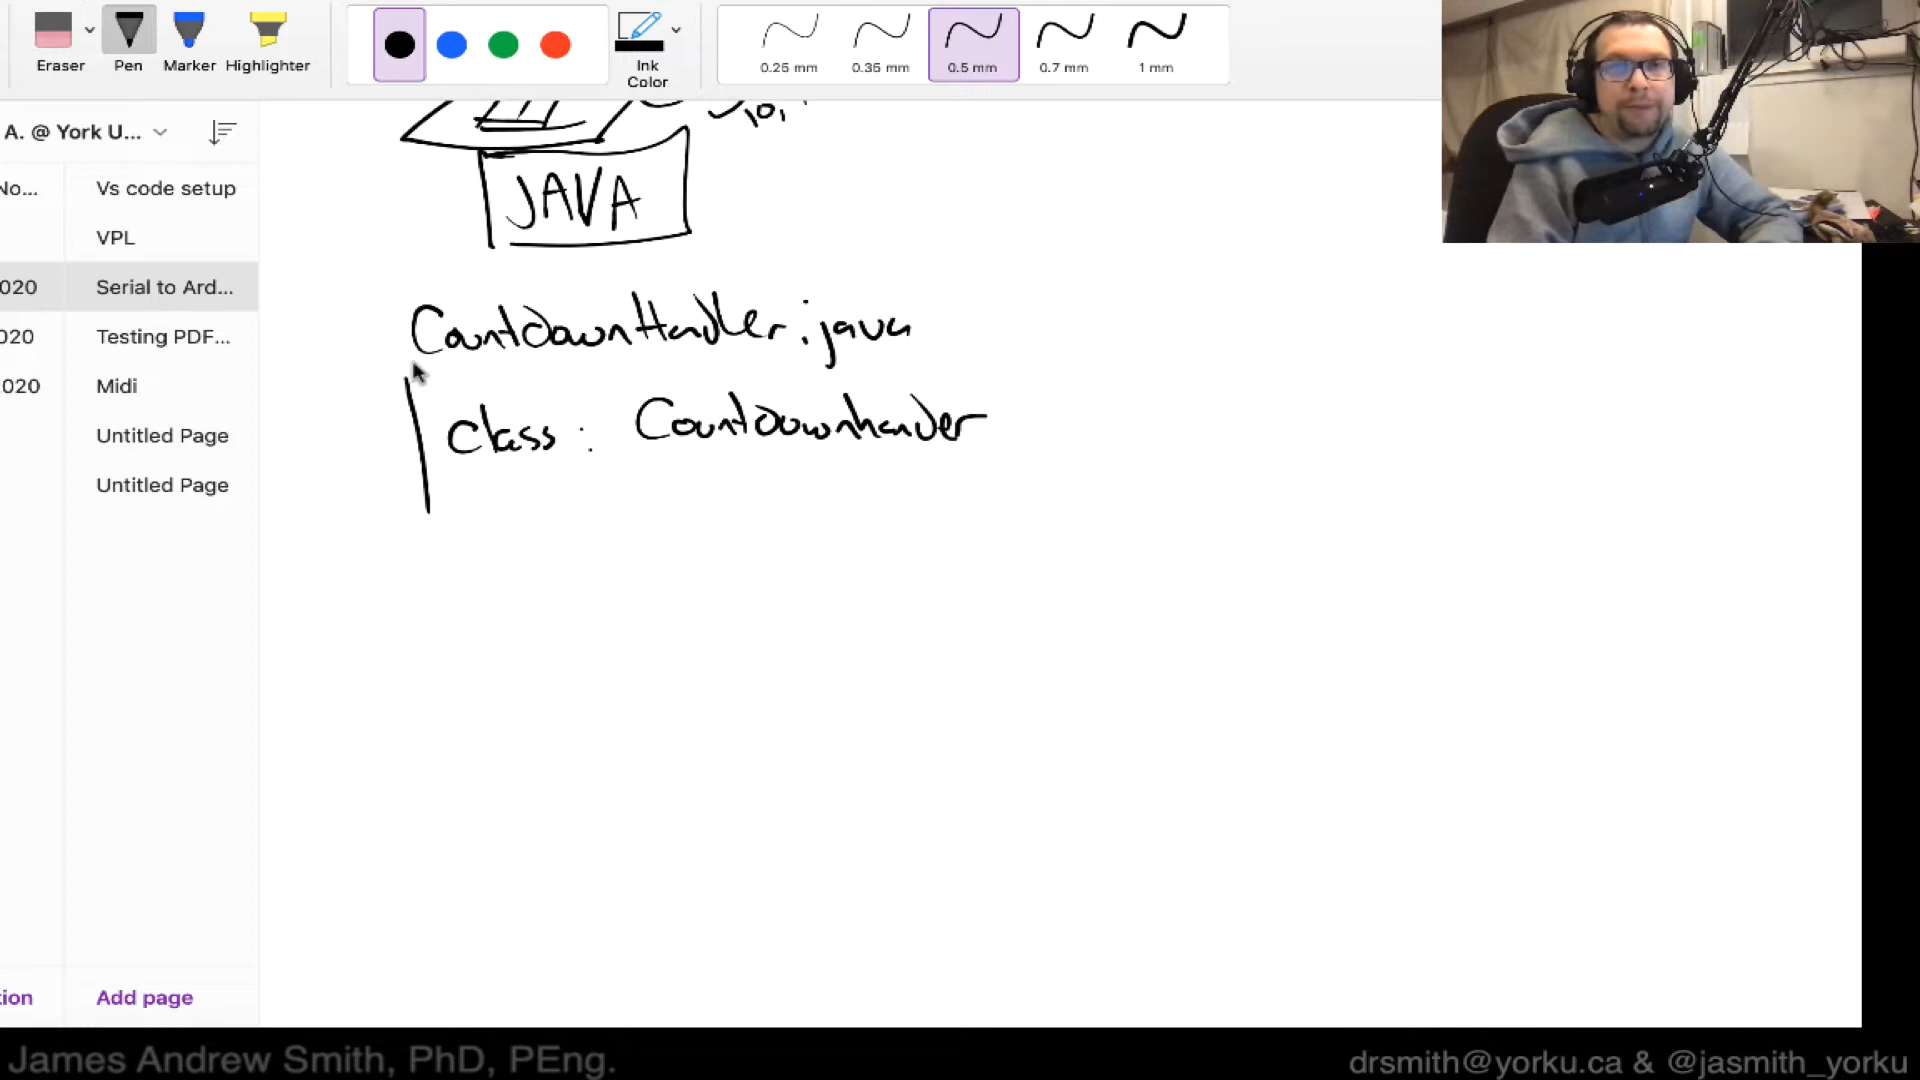 Eraser
Pen
Marker
Highlighter
Ink
Color
0.25 mm
0.35 mm
0.5 mm
0.7 mm
1 mm
A. @ York U...
No...
Vs code setup
VPL
020
Serial to Ard...
020
Testing PDF...
020
Midi
Untitled Page
Untitled Page
tion
Add page
JAVA
CountdownHandler.java
class : Countdownhander
James Andrew Smith, PhD, PEng.
drsmith@yorku.ca & @jasmith_yorku